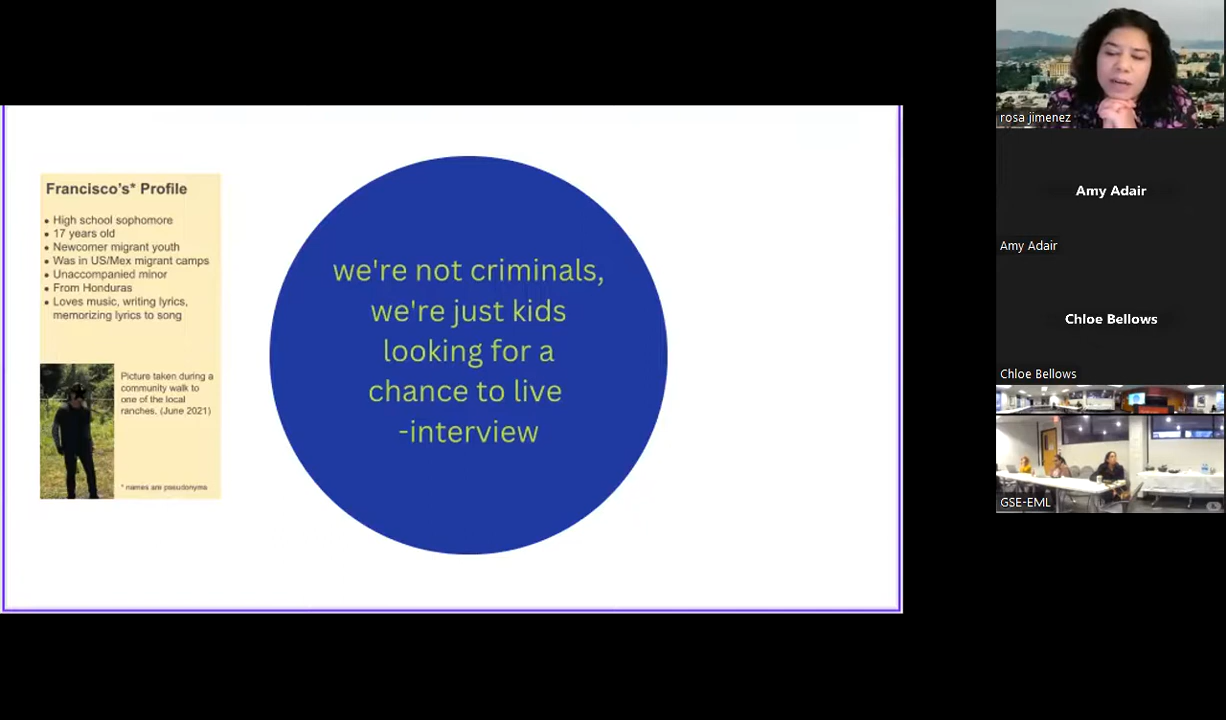 Francisco's* Profile
• High school sophomore
• 17 years old
• Newcomer migrant youth
• Was in US/Mex migrant camps
• Unaccompanied minor
• From Honduras
• Loves music, writing lyrics,
memorizing lyrics to song
Picture taken during a
community walk to
one of the local
ranches. (June 2021)
* names are pseudonyms
we're not criminals,
we're just kids
looking for a
chance to live
-interview
rosa jimenez
Amy Adair
Amy Adair
Chloe Bellows
Chloe Bellows
GSE-EML